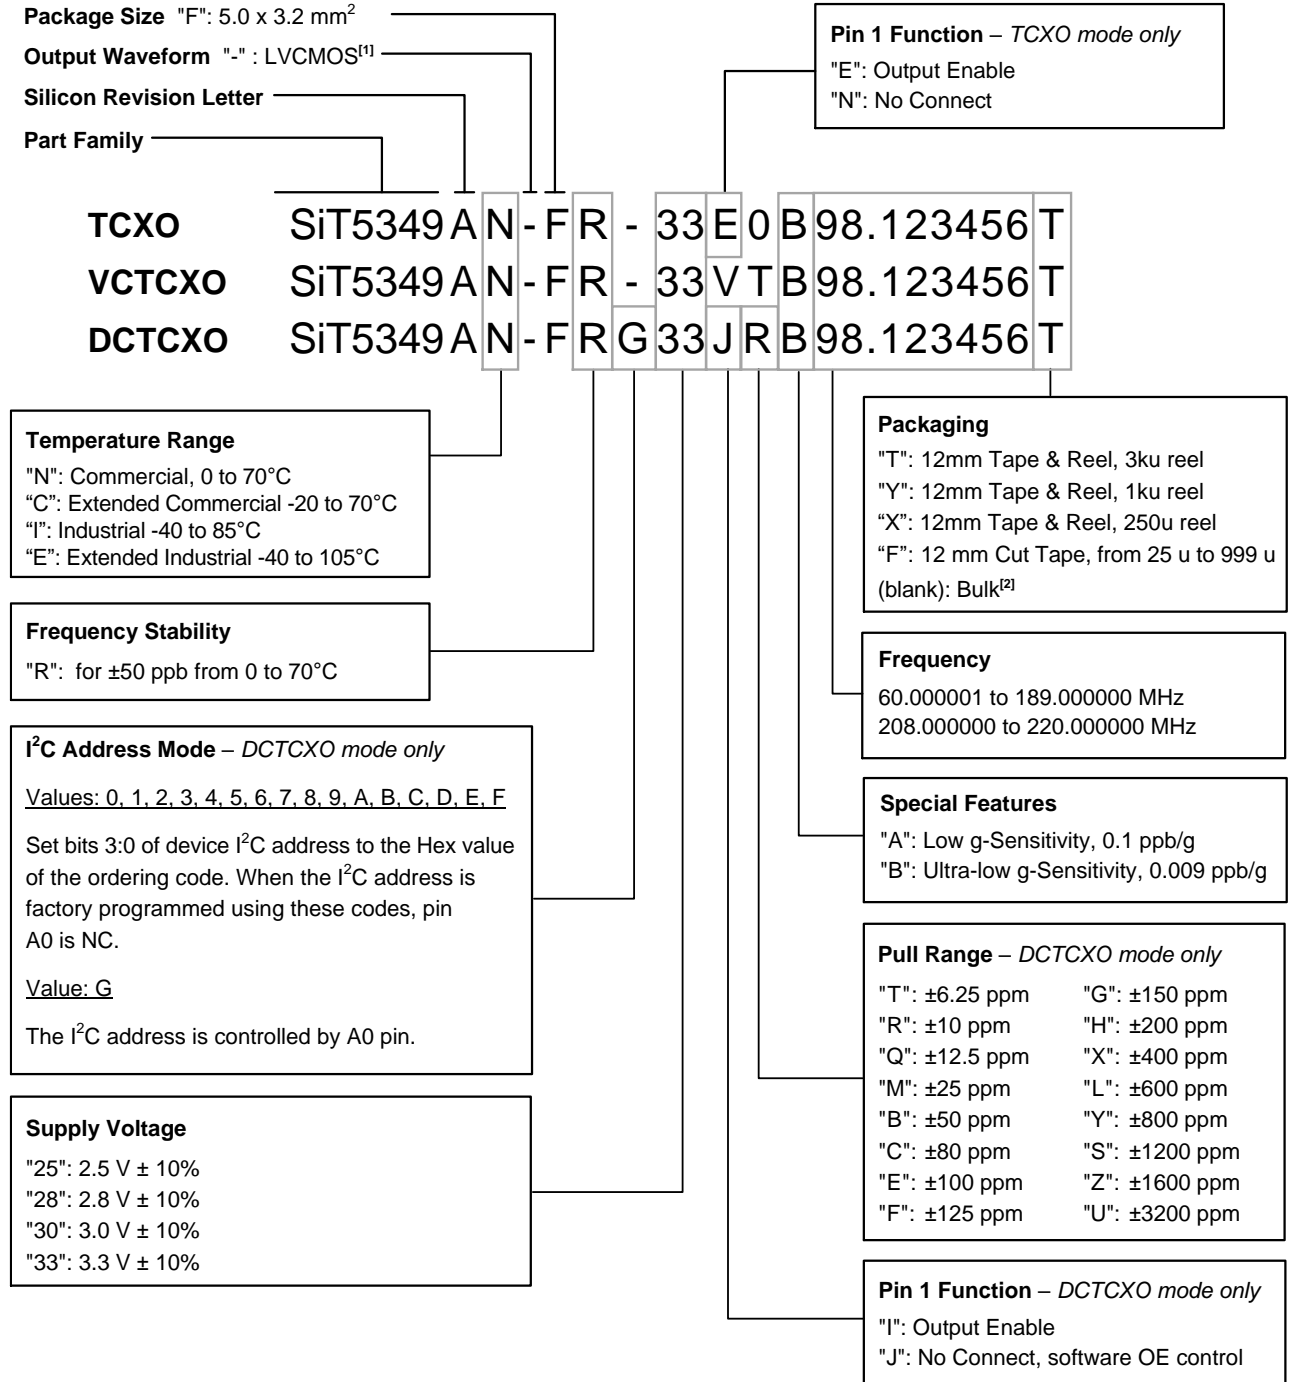 Package Size "F": 5.0 x 3.2 mm²
Output Waveform "-" : LVCMOS[1]
Silicon Revision Letter
Part Family
Pin 1 Function – TCXO mode only
"E": Output Enable
"N": No Connect
TCXO SiT5349 A N - F R - 33 E 0 B 98.123456 T
VCTCXO SiT5349 A N - F R - 33 V T B 98.123456 T
DCTCXO SiT5349 A N - F R G 33 J R B 98.123456 T
Temperature Range
"N": Commercial, 0 to 70°C
“C”: Extended Commercial -20 to 70°C
“I”: Industrial -40 to 85°C
“E”: Extended Industrial -40 to 105°C
Frequency Stability
"R": for ±50 ppb from 0 to 70°C
I²C Address Mode – DCTCXO mode only
Values: 0, 1, 2, 3, 4, 5, 6, 7, 8, 9, A, B, C, D, E, F
Set bits 3:0 of device I²C address to the Hex value
of the ordering code. When the I²C address is
factory programmed using these codes, pin
A0 is NC.
Value: G
The I²C address is controlled by A0 pin.
Supply Voltage
"25": 2.5 V ± 10%
"28": 2.8 V ± 10%
"30": 3.0 V ± 10%
"33": 3.3 V ± 10%
Packaging
"T": 12mm Tape & Reel, 3ku reel
"Y": 12mm Tape & Reel, 1ku reel
“X”: 12mm Tape & Reel, 250u reel
“F”: 12 mm Cut Tape, from 25 u to 999 u
(blank): Bulk[2]
Frequency
60.000001 to 189.000000 MHz
208.000000 to 220.000000 MHz
Special Features
"A": Low g-Sensitivity, 0.1 ppb/g
"B": Ultra-low g-Sensitivity, 0.009 ppb/g
Pull Range – DCTCXO mode only
"T": ±6.25 ppm "G": ±150 ppm
"R": ±10 ppm "H": ±200 ppm
"Q": ±12.5 ppm "X": ±400 ppm
"M": ±25 ppm "L": ±600 ppm
"B": ±50 ppm "Y": ±800 ppm
"C": ±80 ppm "S": ±1200 ppm
"E": ±100 ppm "Z": ±1600 ppm
"F": ±125 ppm "U": ±3200 ppm
Pin 1 Function – DCTCXO mode only
"I": Output Enable
"J": No Connect, software OE control